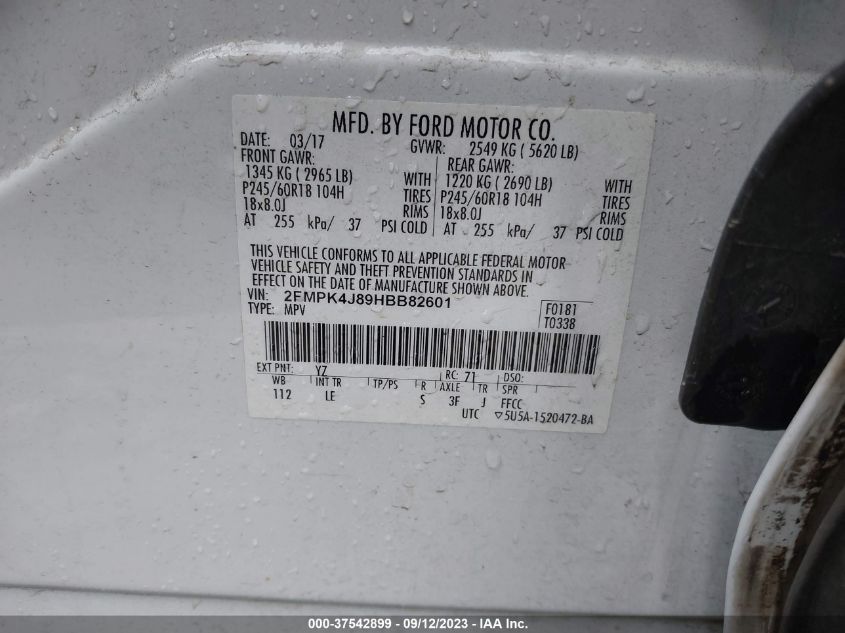 MFD. BY FORD MOTOR CO.
DATE: 03/17 GVWR: 2549 KG ( 5620 LB)
FRONT GAWR: REAR GAWR:
1345 KG ( 2965 LB) WITH 1220 KG ( 2690 LB) WITH
P245/60R18 104H TIRES P245/60R18 104H TIRES
18x8.0J RIMS 18x8.0J RIMS
AT 255 kPa/ 37 PSI COLD AT 255 kPa/ 37 PSI COLD
THIS VEHICLE CONFORMS TO ALL APPLICABLE FEDERAL MOTOR
VEHICLE SAFETY AND THEFT PREVENTION STANDARDS IN
EFFECT ON THE DATE OF MANUFACTURE SHOWN ABOVE.
VIN: 2FMPK4J89HBB82601 F0181
TYPE: MPV T0338
EXT PNT: YZ RC: 71 DSO:
WB INT TR TP/PS R AXLE TR SPR
112 LE S 3F J FFCC
UTC ▽5U5A-1520472-BA
000-37542899 - 09/12/2023 - IAA Inc.